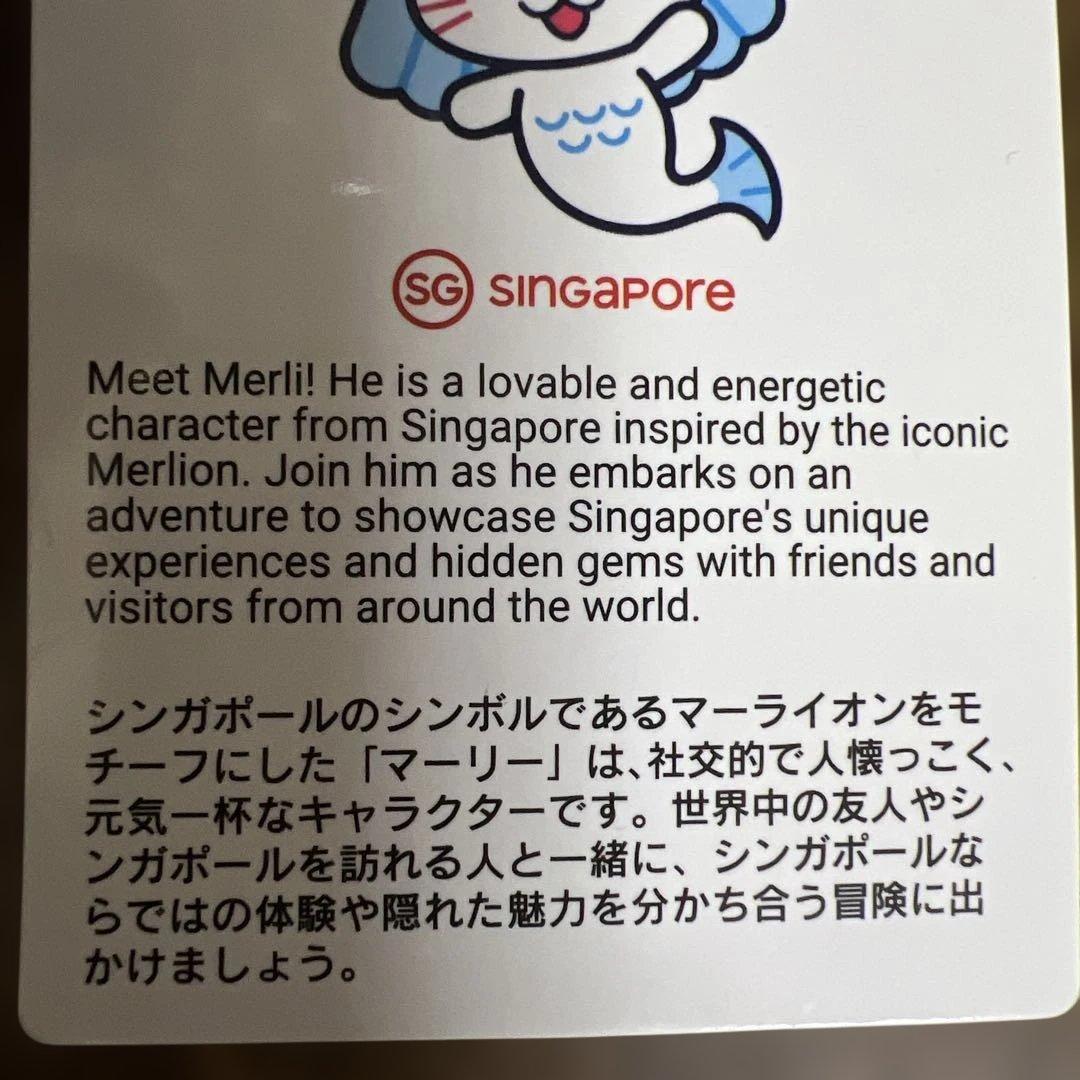 SG SINGAPORE
Meet Merli! He is a lovable and energetic
character from Singapore inspired by the iconic
Merlion. Join him as he embarks on an
adventure to showcase Singapore's unique
experiences and hidden gems with friends and
visitors from around the world.
シンガポールのシンボルであるマーライオンをモ
チーフにした「マーリー」は、社交的で人懐っこく、
元気一杯なキャラクターです。世界中の友人やシ
ンガポールを訪れる人と一緒に、シンガポールな
らではの体験や隠れた魅力を分かち合う冒険に出
かけましょう。